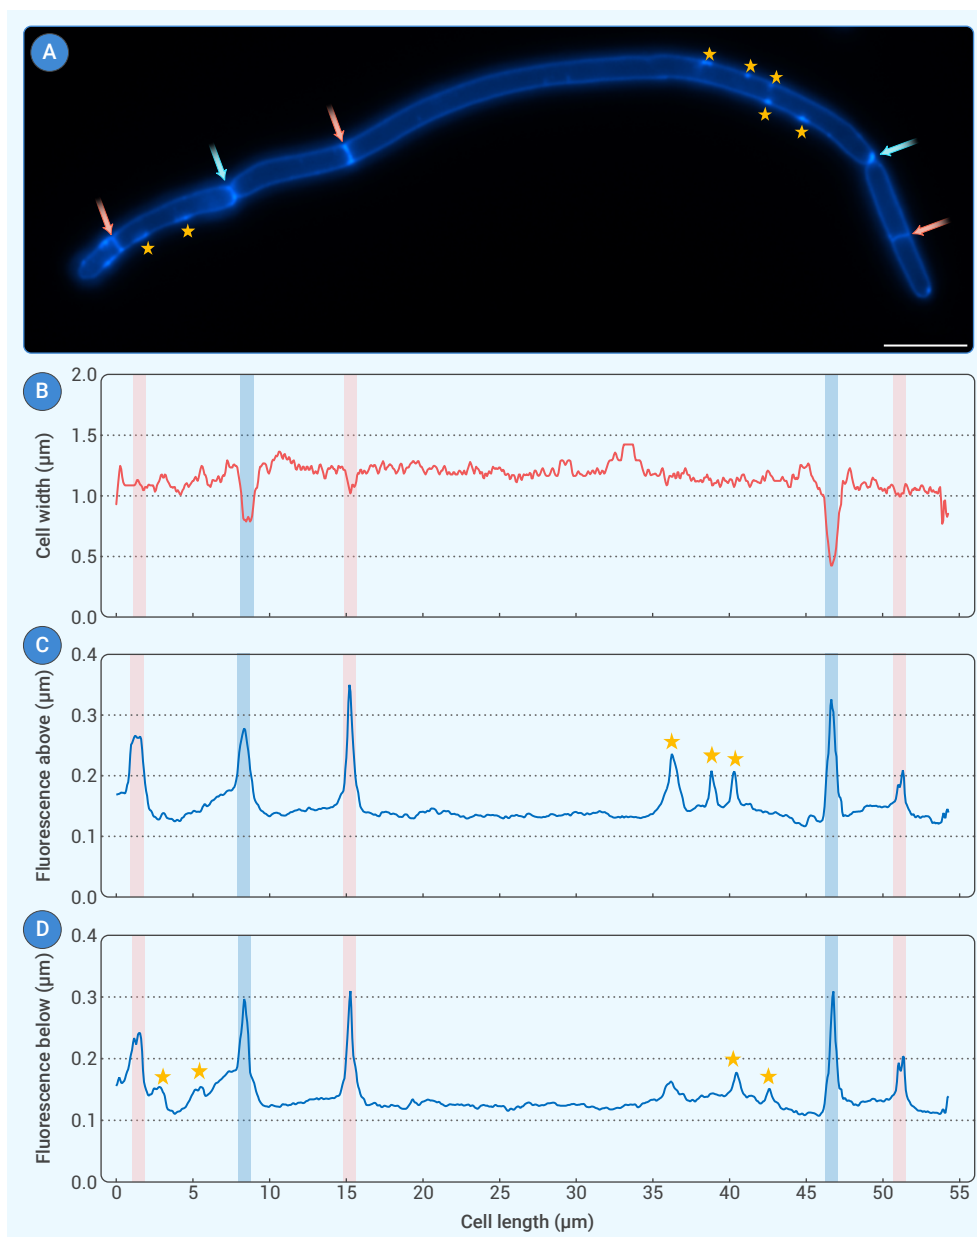 A
B
Cell width (μm)
2.0
1.5
1.0
0.5
0.0
C
Fluorescence above (μm)
0.4
0.3
0.2
0.1
0.0
D
Fluorescence below (μm)
0.4
0.3
0.2
0.1
0.0
0 5 10 15 20 25 30 35 40 45 50 55
Cell length (μm)